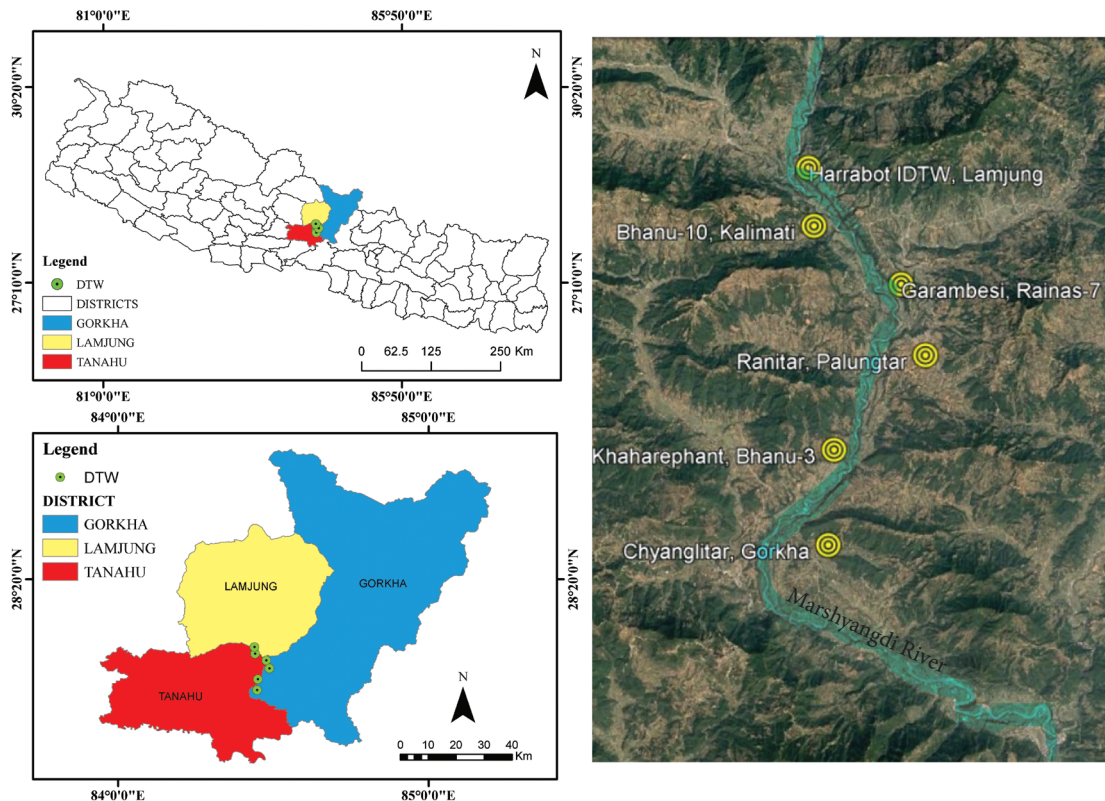 81°0'0"E
85°50'0"E
30°20'0"N
30°20'0"N
27°10'0"N
27°10'0"N
N
Legend
DTW
DISTRICTS
GORKHA
LAMJUNG
TANAHU
0 62.5 125 250 Km
81°0'0"E
85°50'0"E
84°0'0"E
85°0'0"E
Legend
DTW
DISTRICT
GORKHA
LAMJUNG
TANAHU
28°20'0"N
28°20'0"N
LAMJUNG
GORKHA
TANAHU
N
0 10 20 30 40
Km
84°0'0"E
85°0'0"E
Harrabot IDTW, Lamjung
Bhanu-10, Kalimati
Garambesi, Rainas-7
Ranitar, Palungtar
Khaharephant, Bhanu-3
Chyanglitar, Gorkha
Marshyangdi River